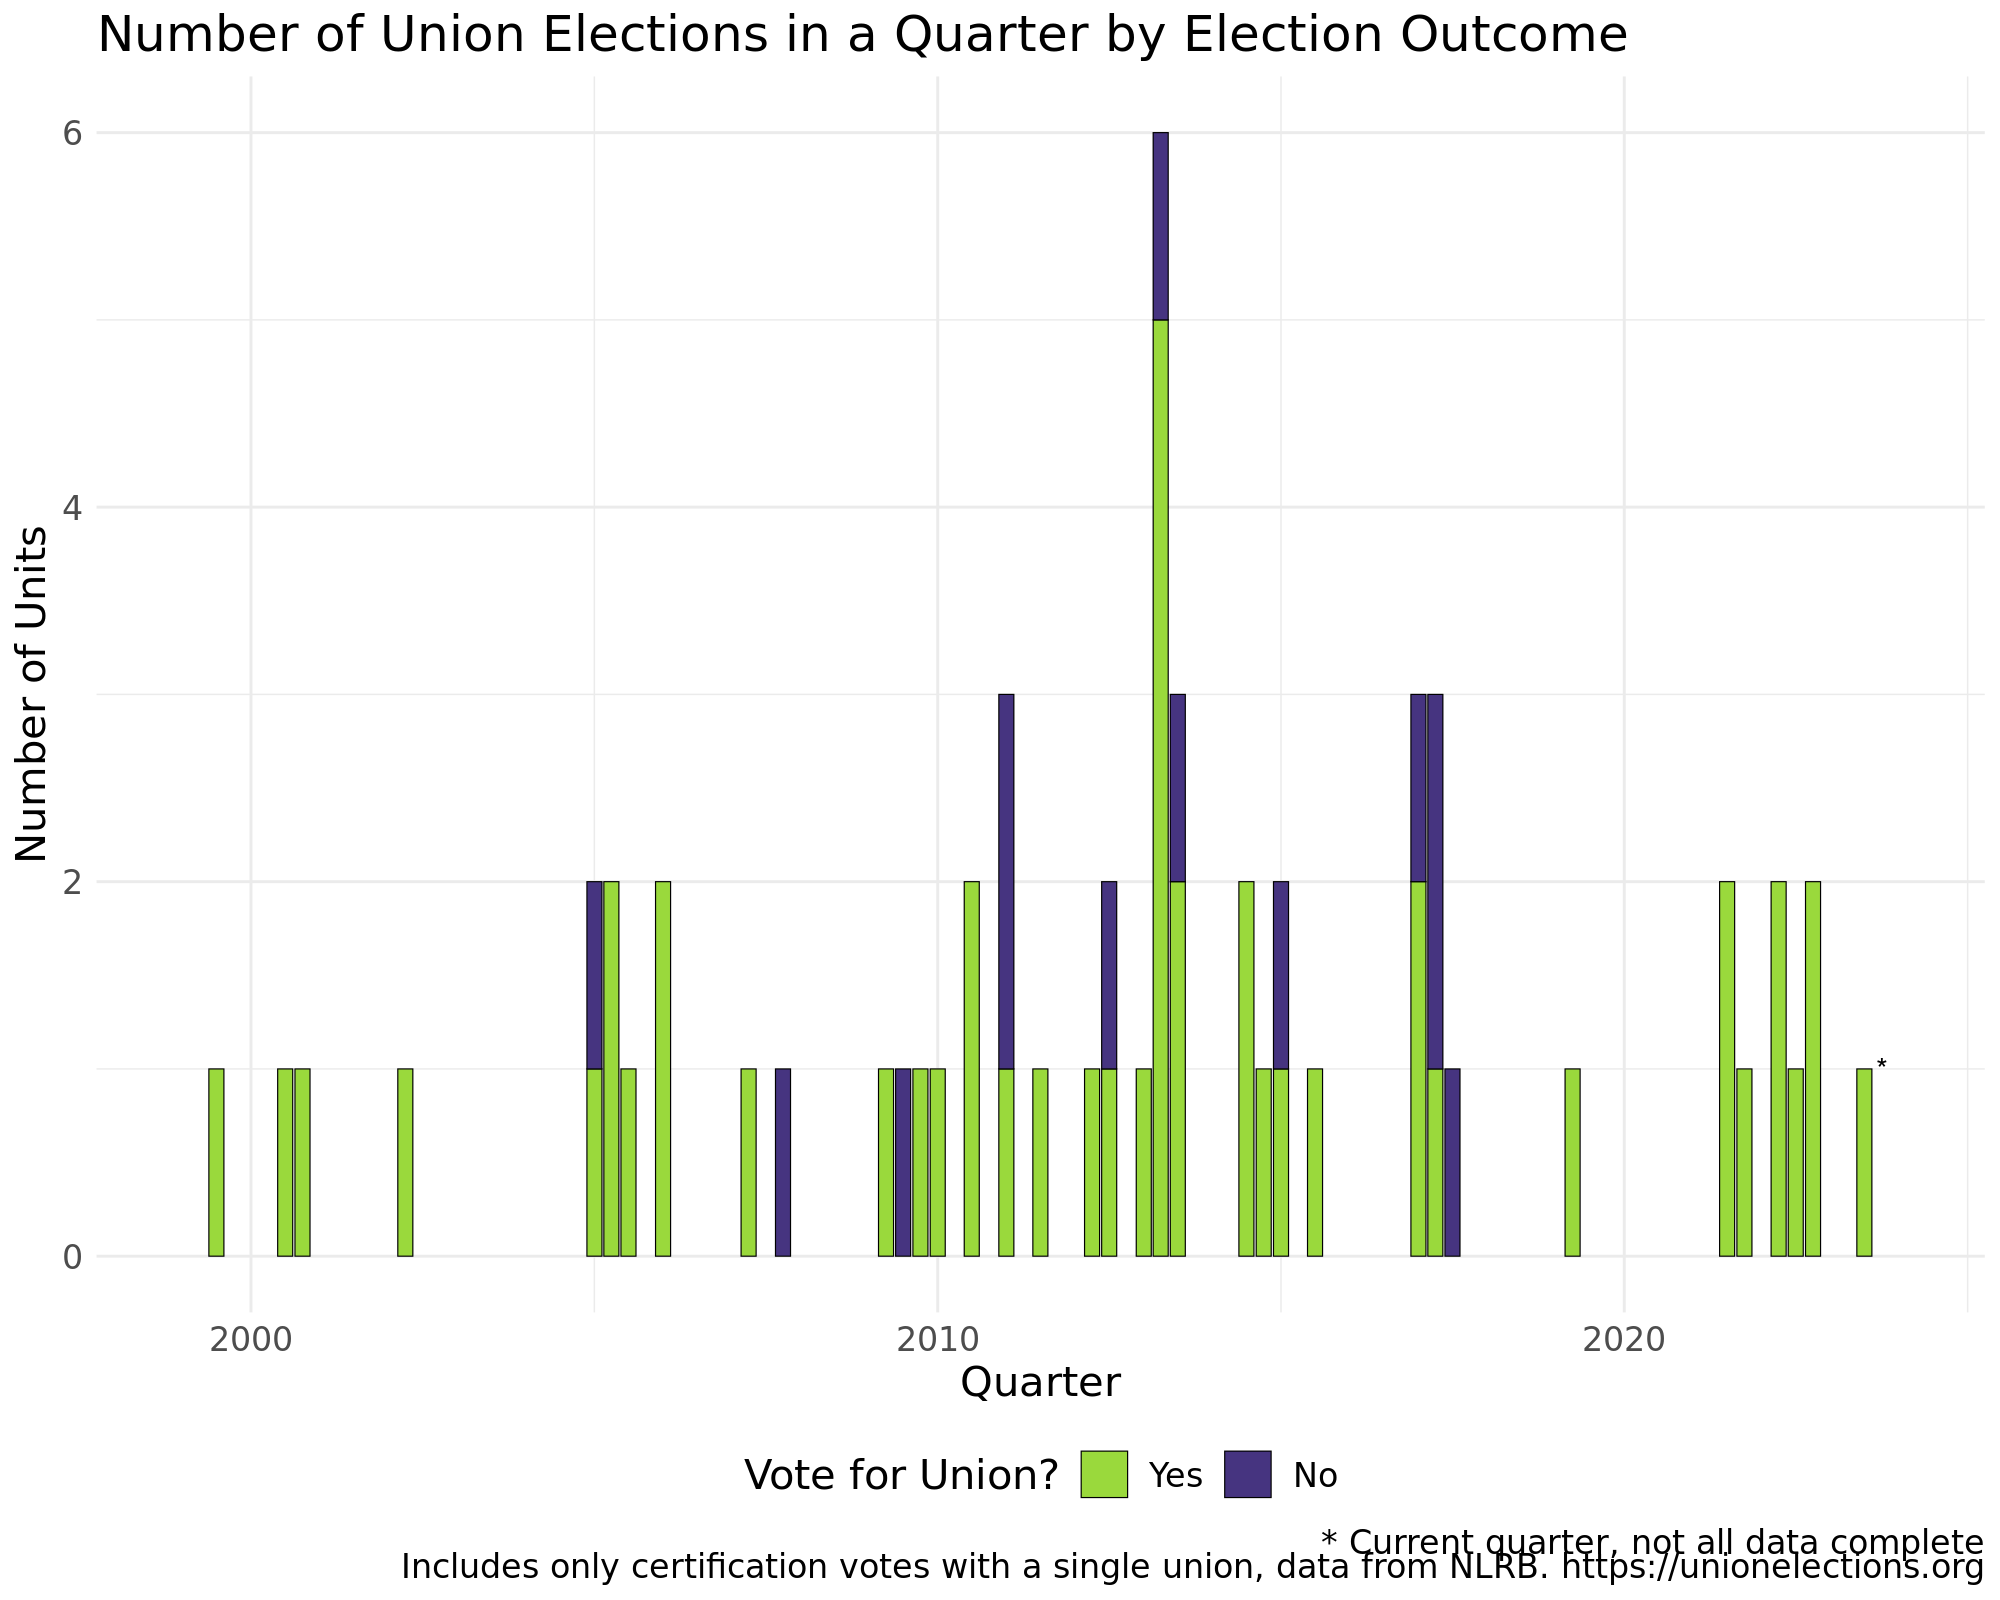 Number of Union Elections in a Quarter by Election Outcome
6
4
2
0
Number of Units
*
2000 2010 2020
Quarter
Vote for Union? Yes No
* Current quarter, not all data complete
Includes only certification votes with a single union, data from NLRB. https://unionelections.org